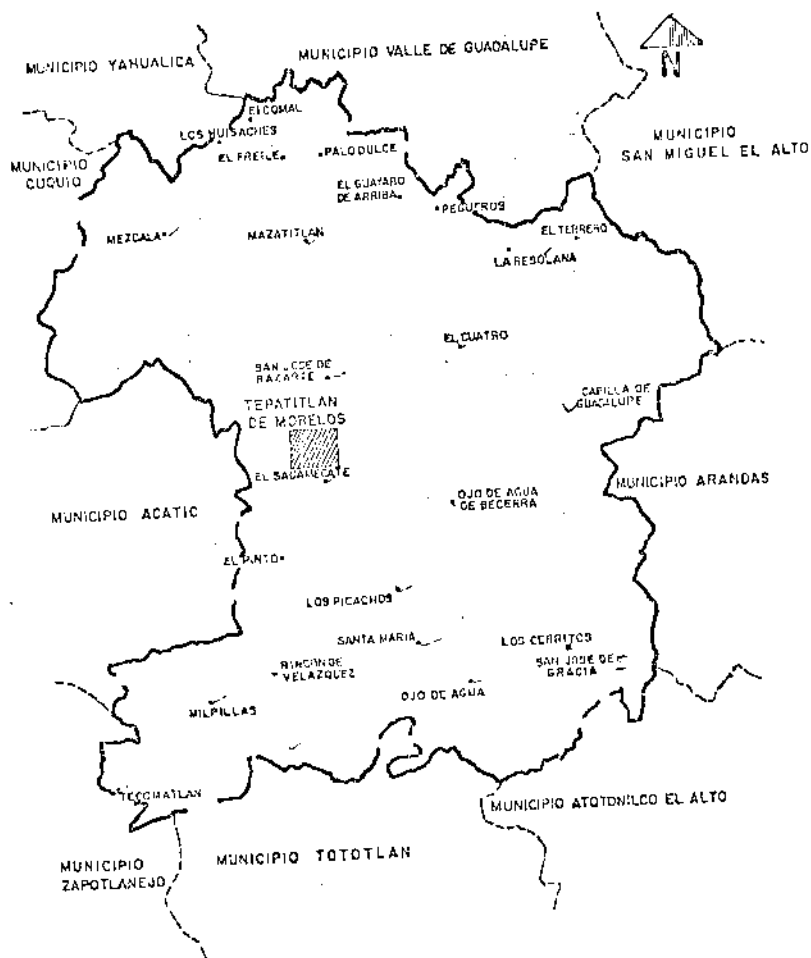 MUNICIPIO YAHUALICA
MUNICIPIO VALLE DE GUADALUPE
N
EL COMAL
LOS HUISACHES
EL FREILE
PALO DULCE
MUNICIPIO
CUQUIO
MUNICIPIO
SAN MIGUEL EL ALTO
EL GUAYABO
DE ARRIBA
PEGUEROS
MEZCALA
MAZATITLAN
EL TERRERO
LA RESOLANA
EL CUATRO
SAN JOSE DE
BAZARTE
TEPATITLAN
DE MORELOS
CAPILLA DE
GUADALUPE
EL SACAMECATE
OJO DE AGUA
DE BECERRA
MUNICIPIO ARANDAS
MUNICIPIO ACATIC
EL PINTO
LOS PICACHOS
SANTA MARIA
LOS CERRITOS
SAN JOSE DE
GRACIA
RINCON DE
VELAZQUEZ
OJO DE AGUA
MILPILLAS
TECOMATLAN
MUNICIPIO ATOTONILCO EL ALTO
MUNICIPIO
ZAPOTLANEJO
MUNICIPIO TOTOTLAN